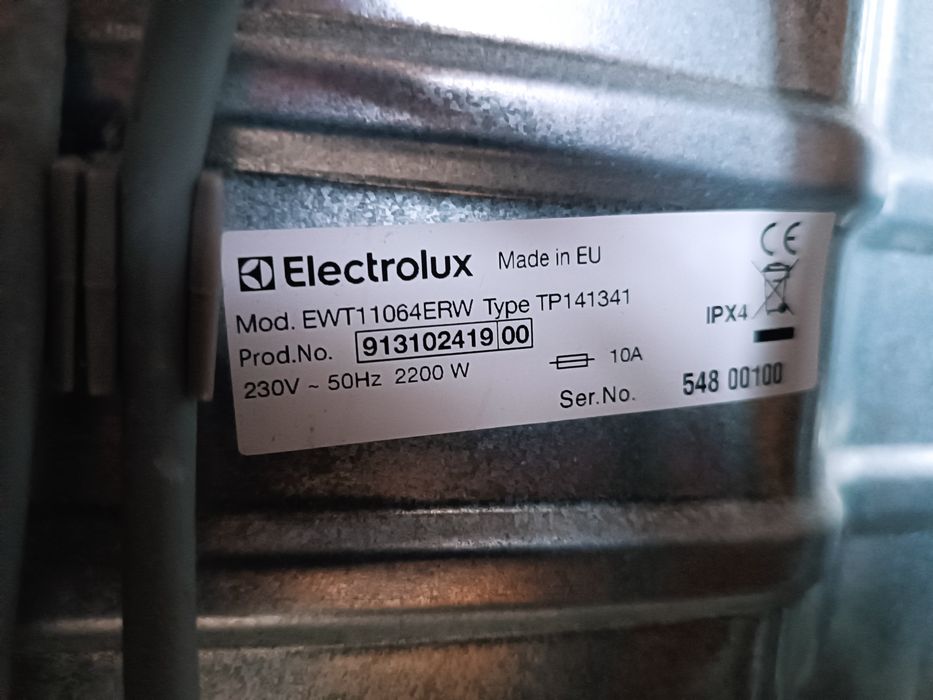 Electrolux Made in EU
CE
Mod. EWT11064ERW Type TP141341
IPX4
Prod.No. 913102419 00
230V ~ 50Hz 2200 W
10A
Ser.No. 548 00100